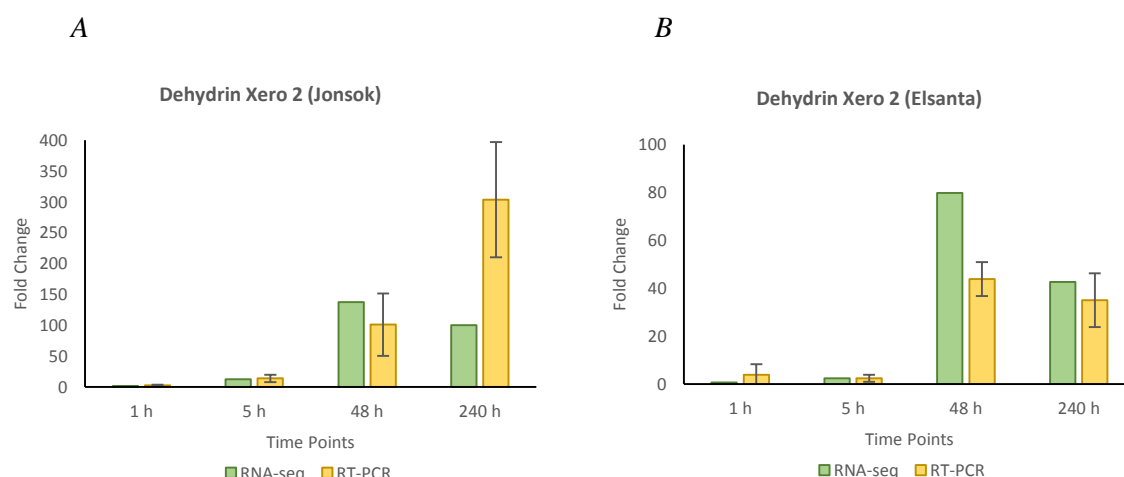 A
B
Dehydrin Xero 2 (Jonsok)
400
350
300
250
200
150
100
50
0
Fold Change
1 h 5 h 48 h 240 h
Time Points
RNA-seq RT-PCR
Dehydrin Xero 2 (Elsanta)
100
80
60
40
20
0
Fold Change
1 h 5 h 48 h 240 h
Time Points
RNA-seq RT-PCR